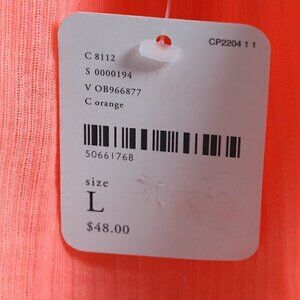 CP2204 1 1
C 8112
S 0000194
V OB966877
C orange
50661768
size
L
$48.00